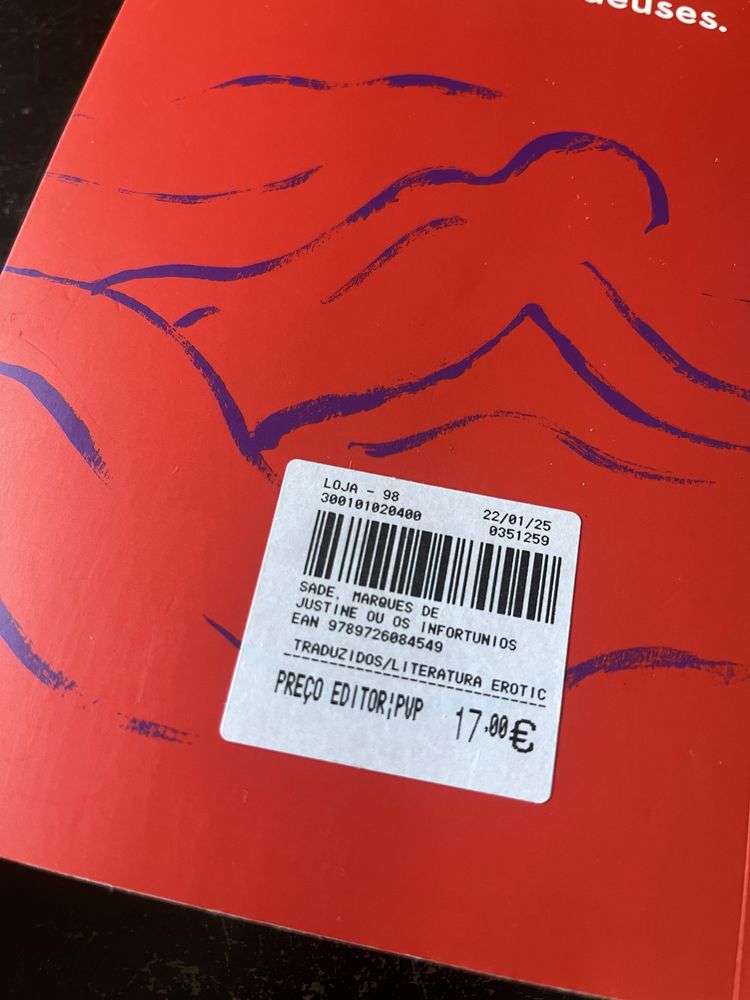 deuses.
LOJA - 98
300101020400
22/01/25
0351259
SADE, MARQUES DE
JUSTINE OU OS INFORTUNIOS
EAN 9789726084549
TRADUZIDOS/LITERATURA EROTIC
PREÇO EDITOR¦PVP 17.00€